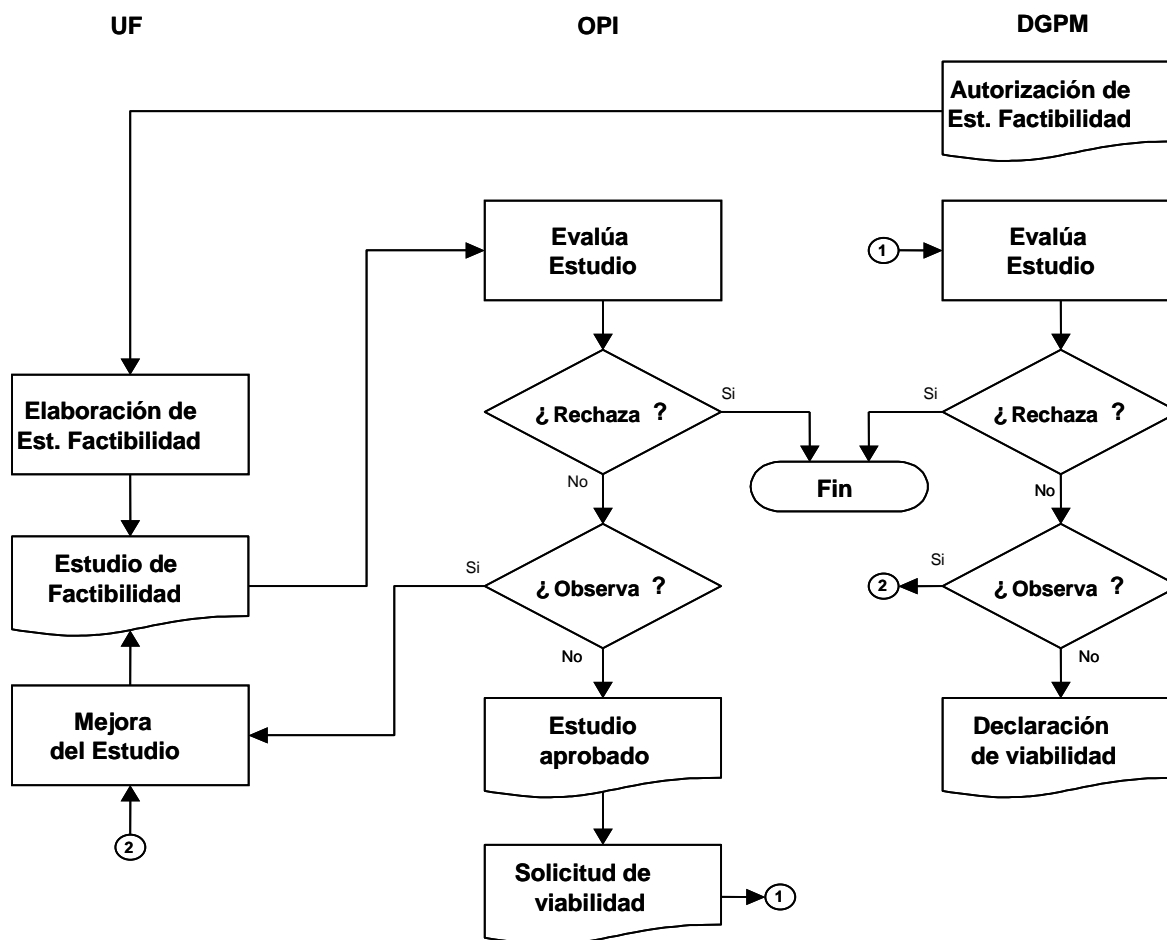 UF
OPI
DGPM
Autorización de
Est. Factibilidad
Evalúa
Estudio
1
Evalúa
Estudio
Elaboración de
Est. Factibilidad
¿ Rechaza ?
Si
Si
¿ Rechaza ?
No
Fin
No
Estudio de
Factibilidad
Si
¿ Observa ?
No
Si
2
¿ Observa ?
No
Mejora
del Estudio
Estudio
aprobado
Declaración
de viabilidad
2
Solicitud de
viabilidad
1